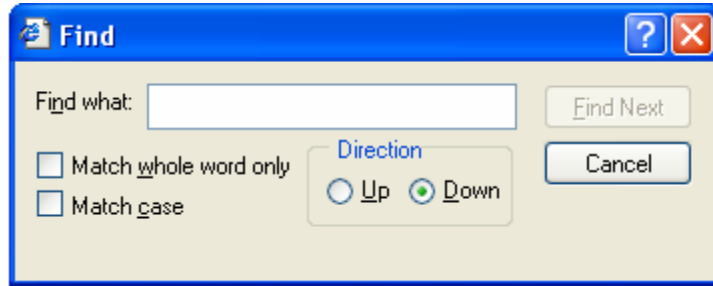 Find
Find what:
Find Next
Match whole word only
Match case
Direction
Up
Down
Cancel